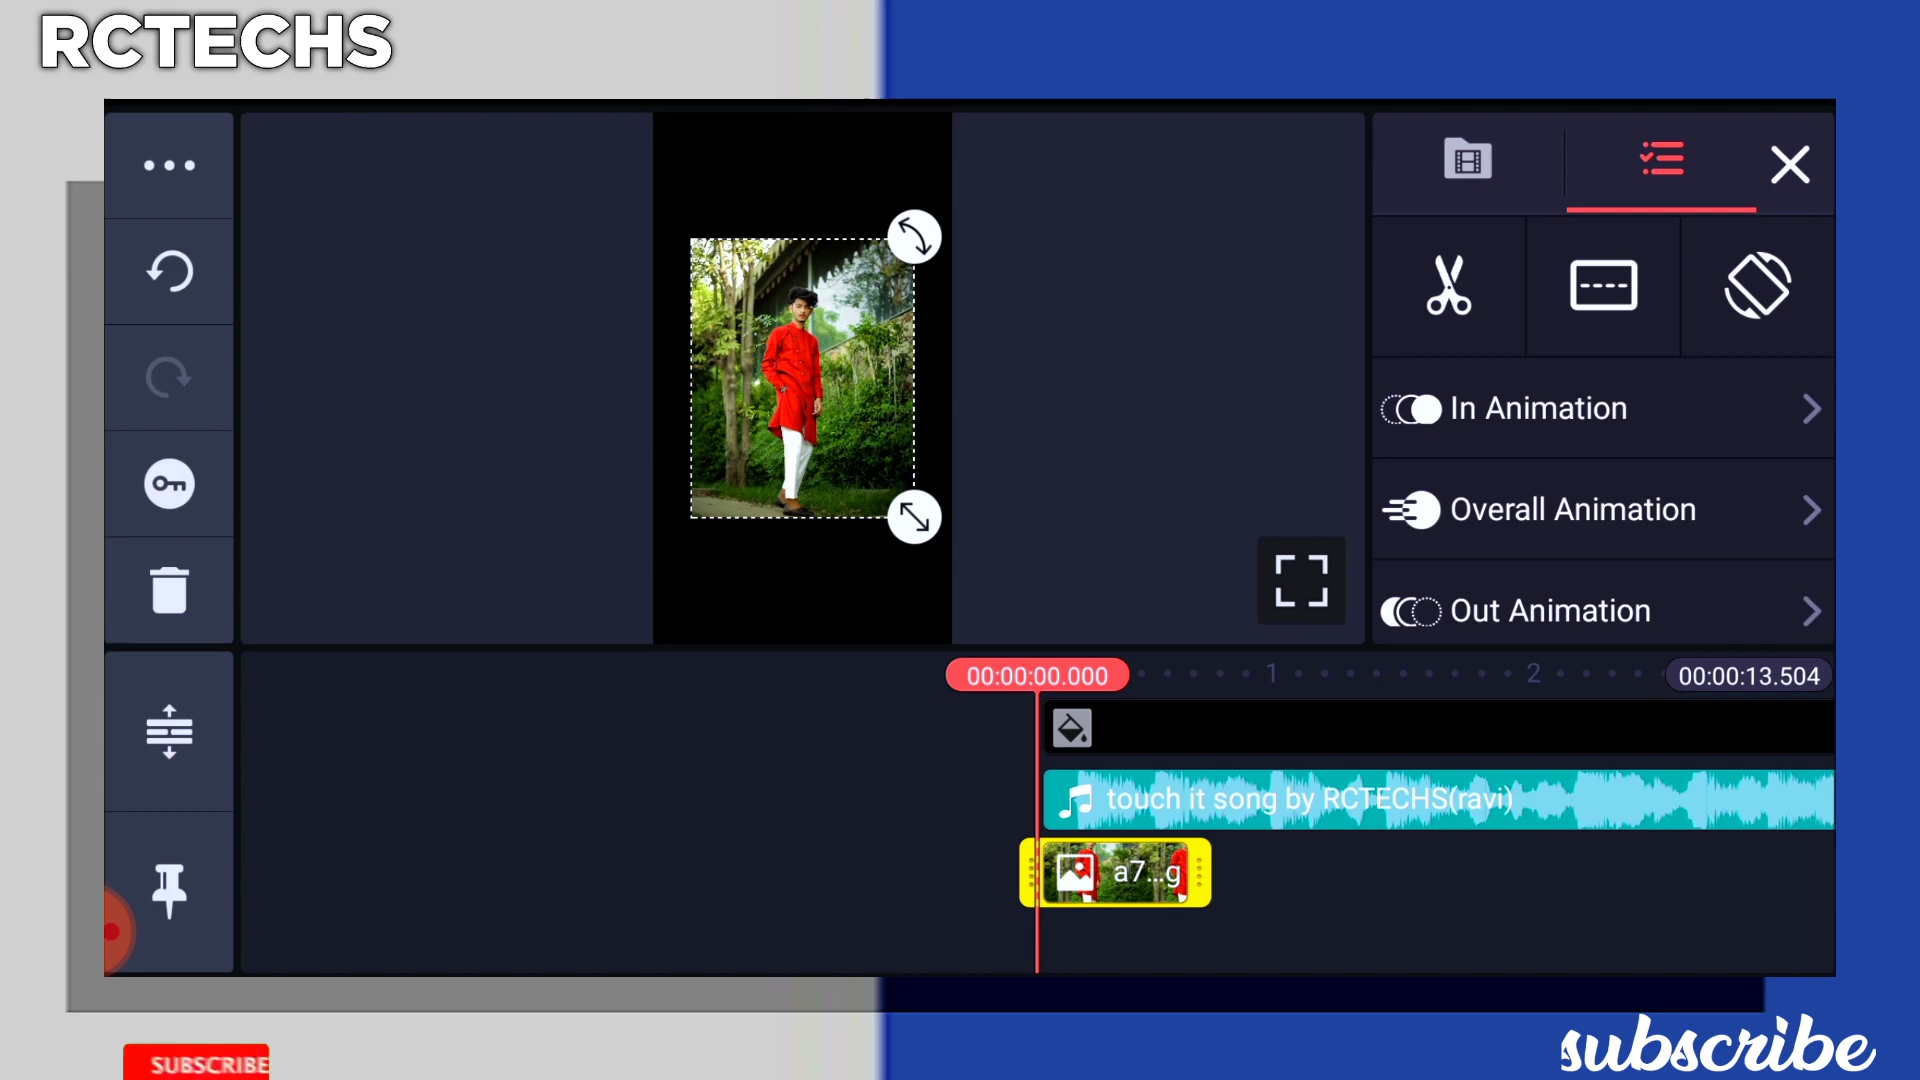 RCTECHS
In Animation
Overall Animation
Out Animation
00:00:00.000
1
2
00:00:13.504
touch it song by RCTECHS(ravi)
a7...g
SUBSCRIBE
subscribe